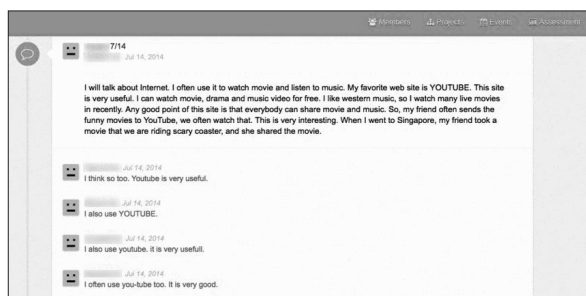 Members Projects Events Assessment
7/14
Jul 14, 2014
I will talk about Internet. I often use it to watch movie and listen to music. My favorite web site is YOUTUBE. This site
is very useful. I can watch movie, drama and music video for free. I like western music, so I watch many live movies
in recently. Any good point of this site is that everybody can share movie and music. So, my friend often sends the
funny movies to YouTube, we often watch that. This is very interesting. When I went to Singapore, my friend took a
movie that we are riding scary coaster, and she shared the movie.
Jul 14, 2014
I think so too. Youtube is very useful.
Jul 14, 2014
I also use YOUTUBE.
Jul 14, 2014
I also use youtube. it is very usefull.
Jul 14, 2014
I often use you-tube too. It is very good.